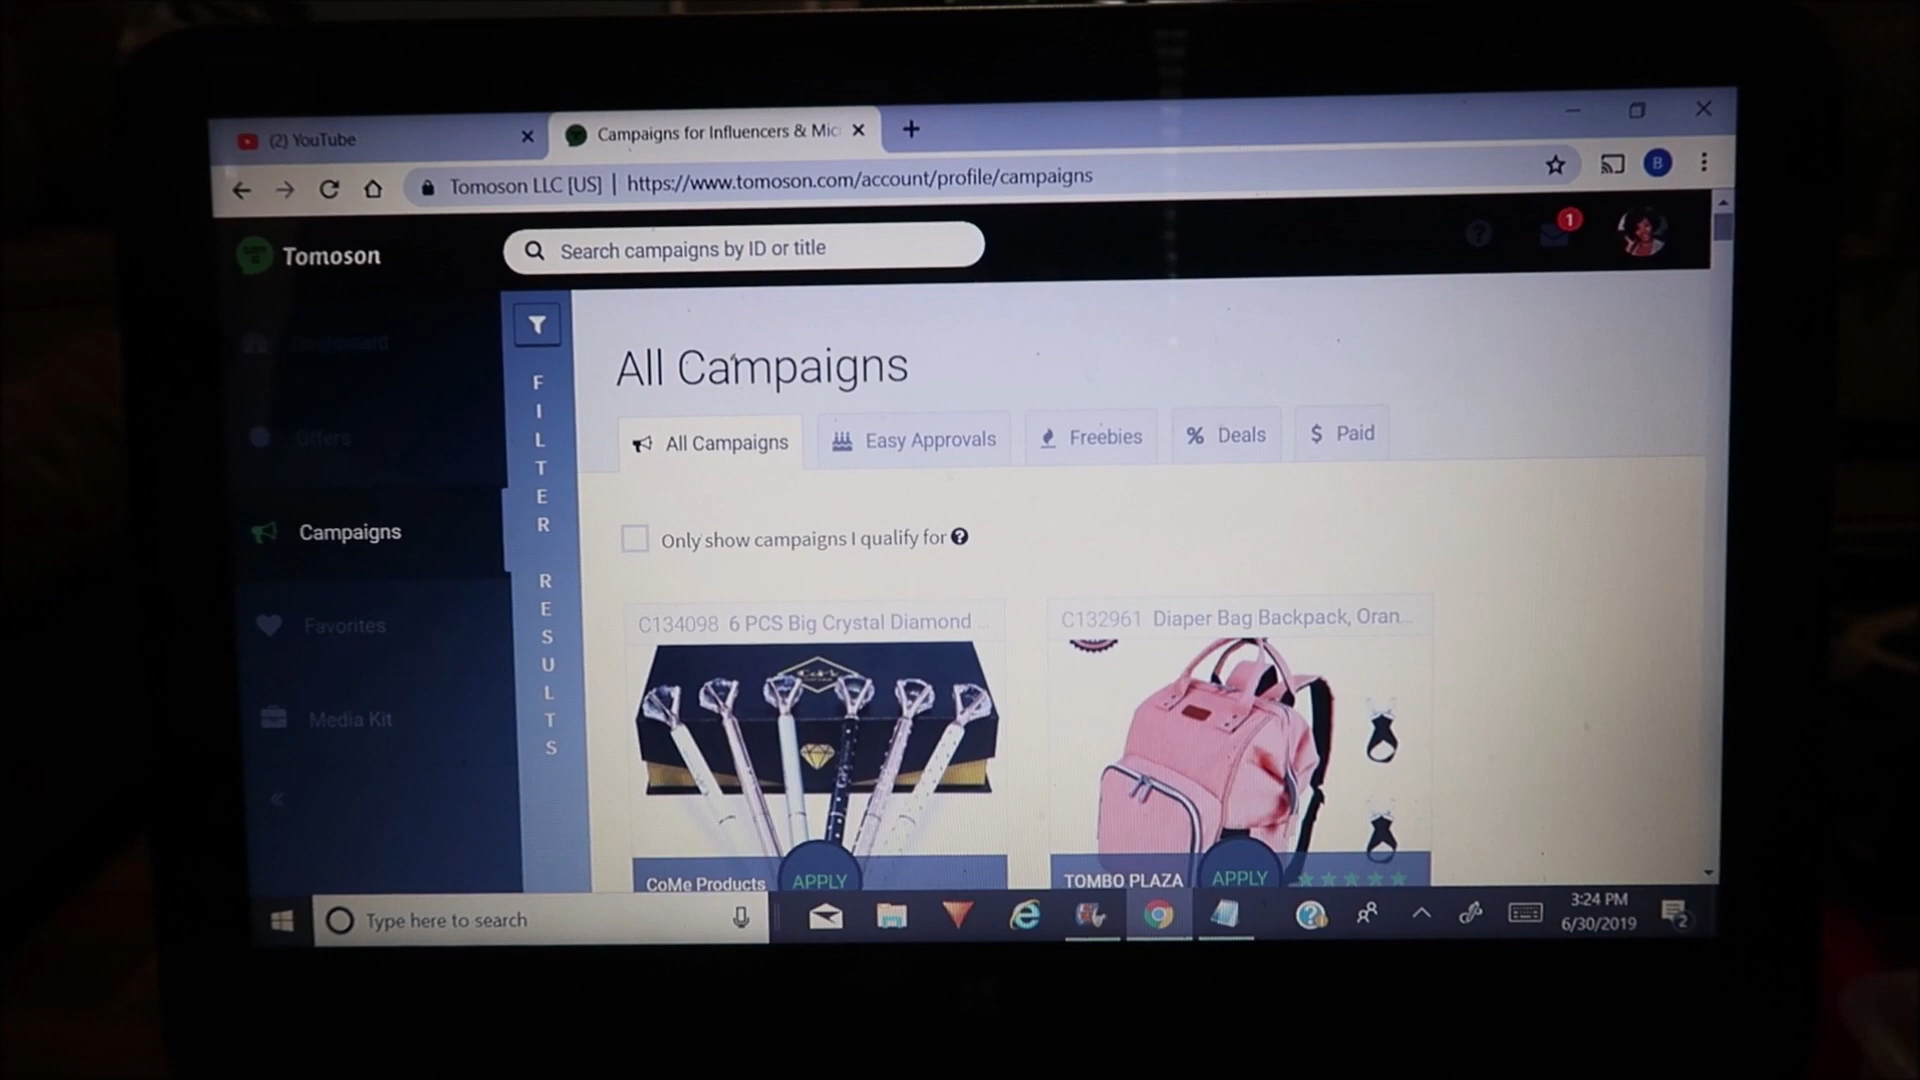 (2) YouTube
Campaigns for Influencers & Mic
Tomoson LLC [US] | https://www.tomoson.com/account/profile/campaigns
Tomoson
Search campaigns by ID or title
1
B
Dashboard
Offers
Campaigns
Favorites
Media Kit
FILTER RESULTS
All Campaigns
All Campaigns
Easy Approvals
Freebies
% Deals
$ Paid
Only show campaigns I qualify for
C134098 6 PCS Big Crystal Diamond ...
C132961 Diaper Bag Backpack, Oran...
CoMe Products
APPLY
TOMBO PLAZA
APPLY
Type here to search
3:24 PM
6/30/2019
2